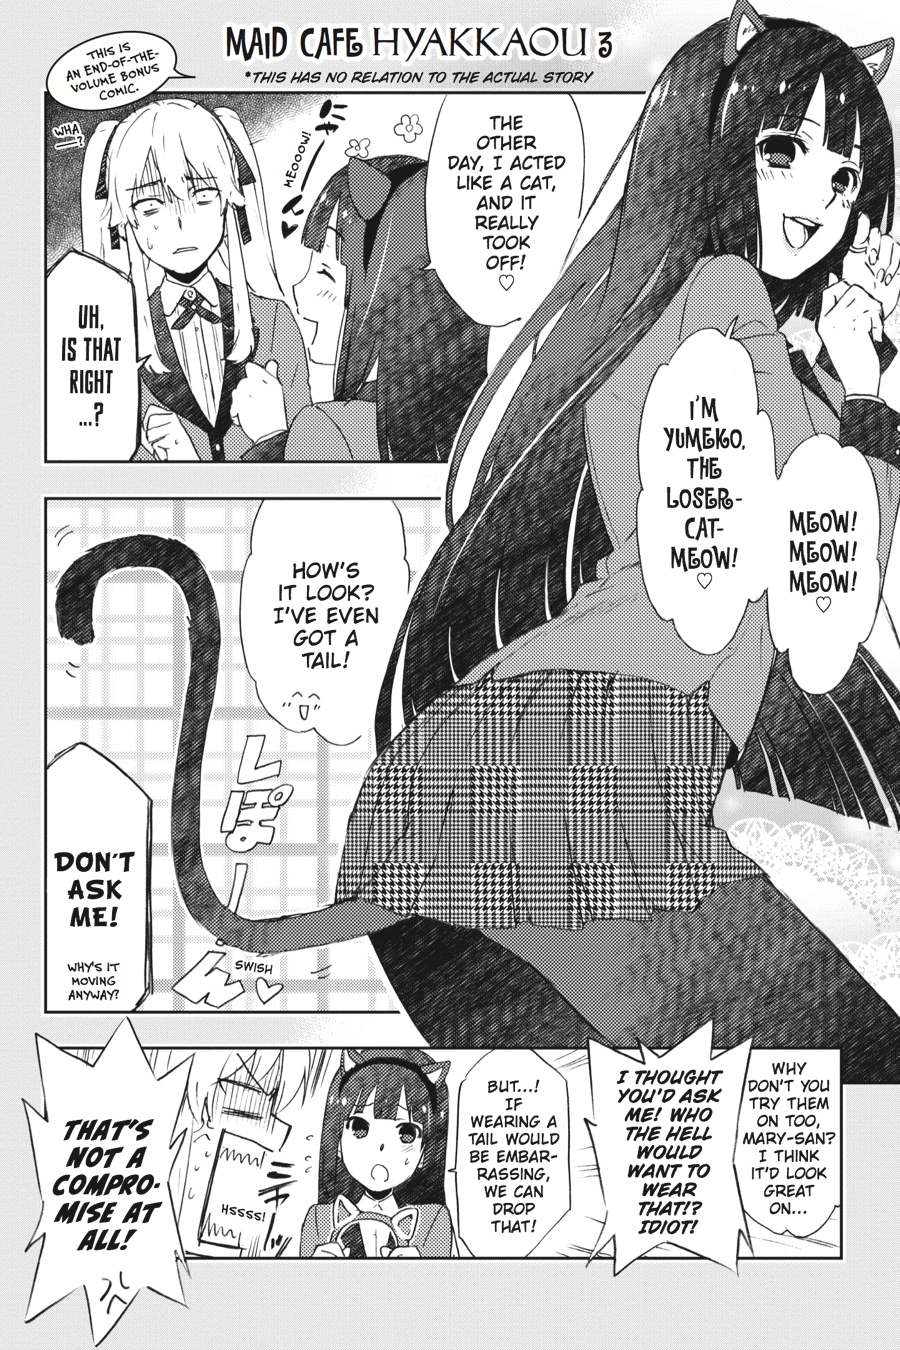 MAID CAFE HYAKKAOU 3
*THIS HAS NO RELATION TO THE ACTUAL STORY
THIS IS
AN END-OF-THE-
VOLUME BONUS
COMIC.
THE
OTHER
DAY, I ACTED
LIKE A CAT,
AND IT
REALLY
TOOK
OFF!
♡
MEOOOW!
WHA
—?
UH,
IS THAT
RIGHT
...?
I'M
YUMEKO,
THE
LOSER-
CAT-
MEOW!
♡
MEOW!
MEOW!
MEOW!
♡
HOW'S
IT LOOK?
I'VE EVEN
GOT A
TAIL!
しっぽーん
SWISH
DON'T
ASK
ME!
WHY'S IT
MOVING
ANYWAY?
WHY
DON'T YOU
TRY THEM
ON TOO,
MARY-SAN?
I THINK
IT'D LOOK
GREAT
ON...
I THOUGHT
YOU'D ASK
ME! WHO
THE HELL
WOULD
WANT TO
WEAR
THAT!?
IDIOT!
BUT...!
IF
WEARING A
TAIL WOULD
BE EMBAR-
RASSING,
WE CAN
DROP
THAT!
HSSSS!
THAT'S
NOT A
COMPRO-
MISE AT
ALL!